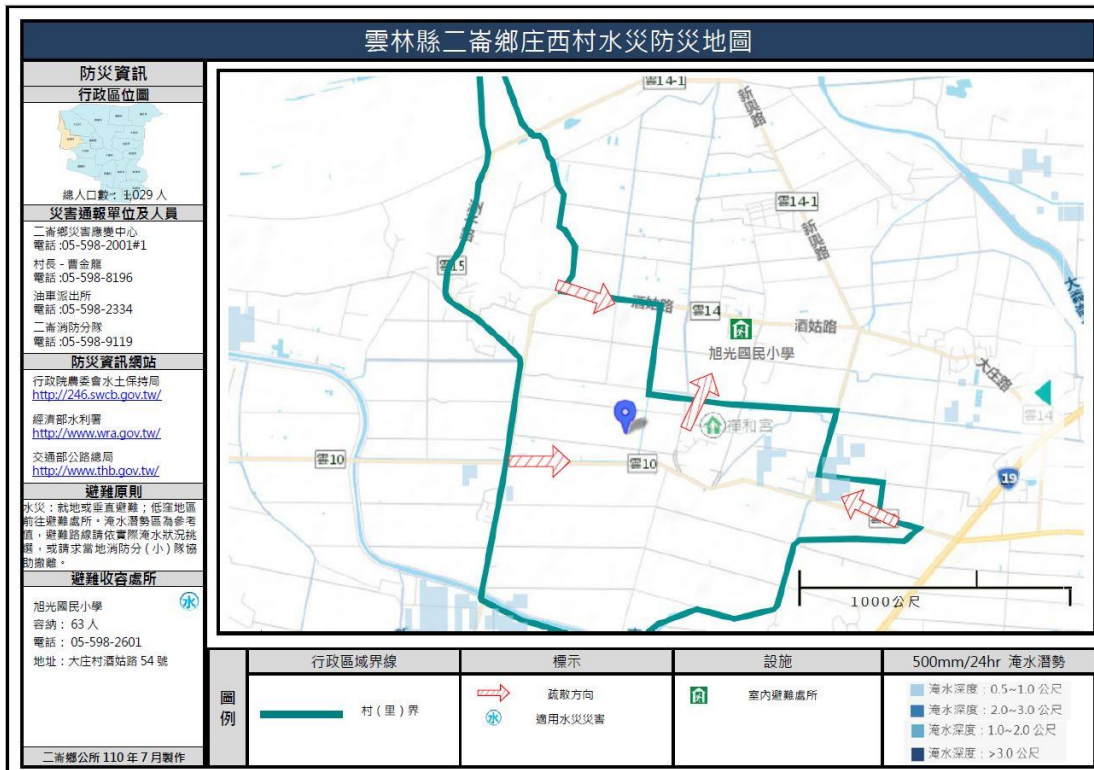 雲林縣二崙鄉庄西村水災防災地圖
防災資訊
行政區位圖
總人口數：1,029 人
災害通報單位及人員
二崙鄉災害應變中心
電話:05-598-2001#1
村長 - 曹金龍
電話:05-598-8196
油車派出所
電話:05-598-2334
二崙消防分隊
電話:05-598-9119
防災資訊網站
行政院農委會水土保持局
http://246.swcb.gov.tw/
經濟部水利署
http://www.wra.gov.tw/
交通部公路總局
http://www.thb.gov.tw/
避難原則
水災：就地或垂直避難；低窪地區
前往避難處所。淹水潛勢區為參考
值，避難路線請依實際淹水狀況挑
選，或請求當地消防分(小)隊協
助撤離。
避難收容處所
水
旭光國民小學
容納：63 人
電話： 05-598-2601
地址：大庄村酒姑路 54 號
二崙公所 110 年 7 月製作
雲14-1
新興路
雲14-1
新興路
雲15
酒姑路
雲14
酒姑路
旭光國民小學
大庄路
雲14
禪和宮
雲10
雲10
19
1000公尺
圖例
行政區域界線
村(里)界
標示
疏散方向
水
適用水災災害
設施
室內避難處所
500mm/24hr 淹水潛勢
淹水深度：0.5~1.0 公尺
淹水深度：2.0~3.0 公尺
淹水深度：1.0~2.0 公尺
淹水深度：>3.0 公尺